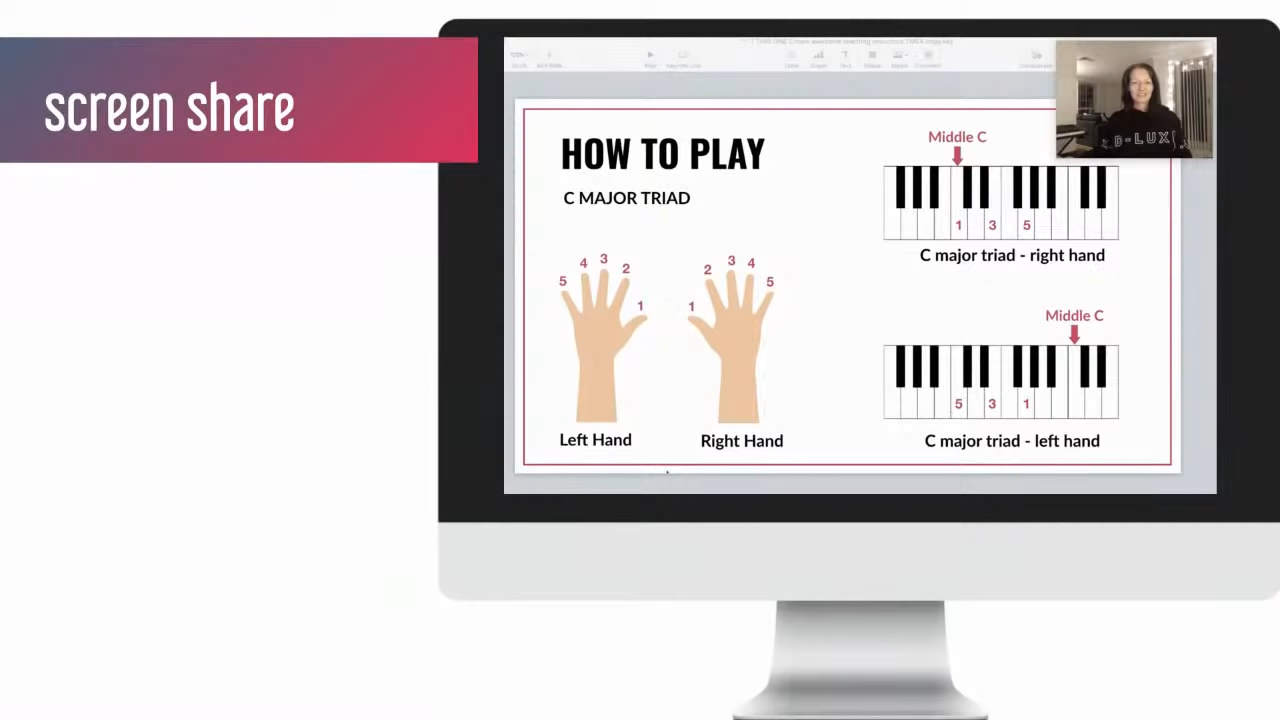 screen share
HOW TO PLAY
C MAJOR TRIAD
5 4 3 2 1
1 2 3 4 5
Left Hand
Right Hand
Middle C
1 3 5
C major triad - right hand
Middle C
5 3 1
C major triad - left hand
D-LUX